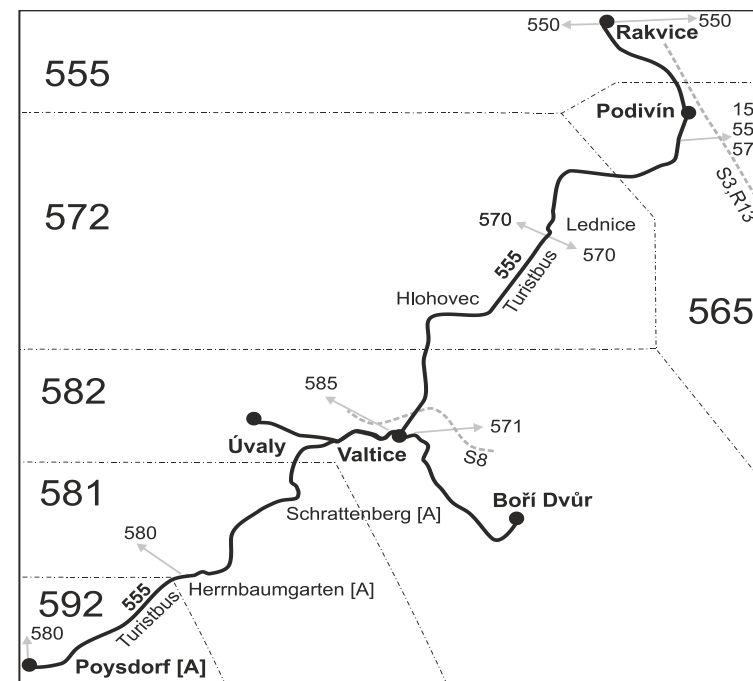 550
550
Rakvice
555
Podivín
15
55
57
S3,R13
572
570
Lednice
570
555
Turistbus
Hlohovec
565
582
585
571
Úvaly
Valtice
S8
581
Boří Dvůr
Schrattenberg [A]
580
Herrnbaumgarten [A]
592
555
Turistbus
580
Poysdorf [A]